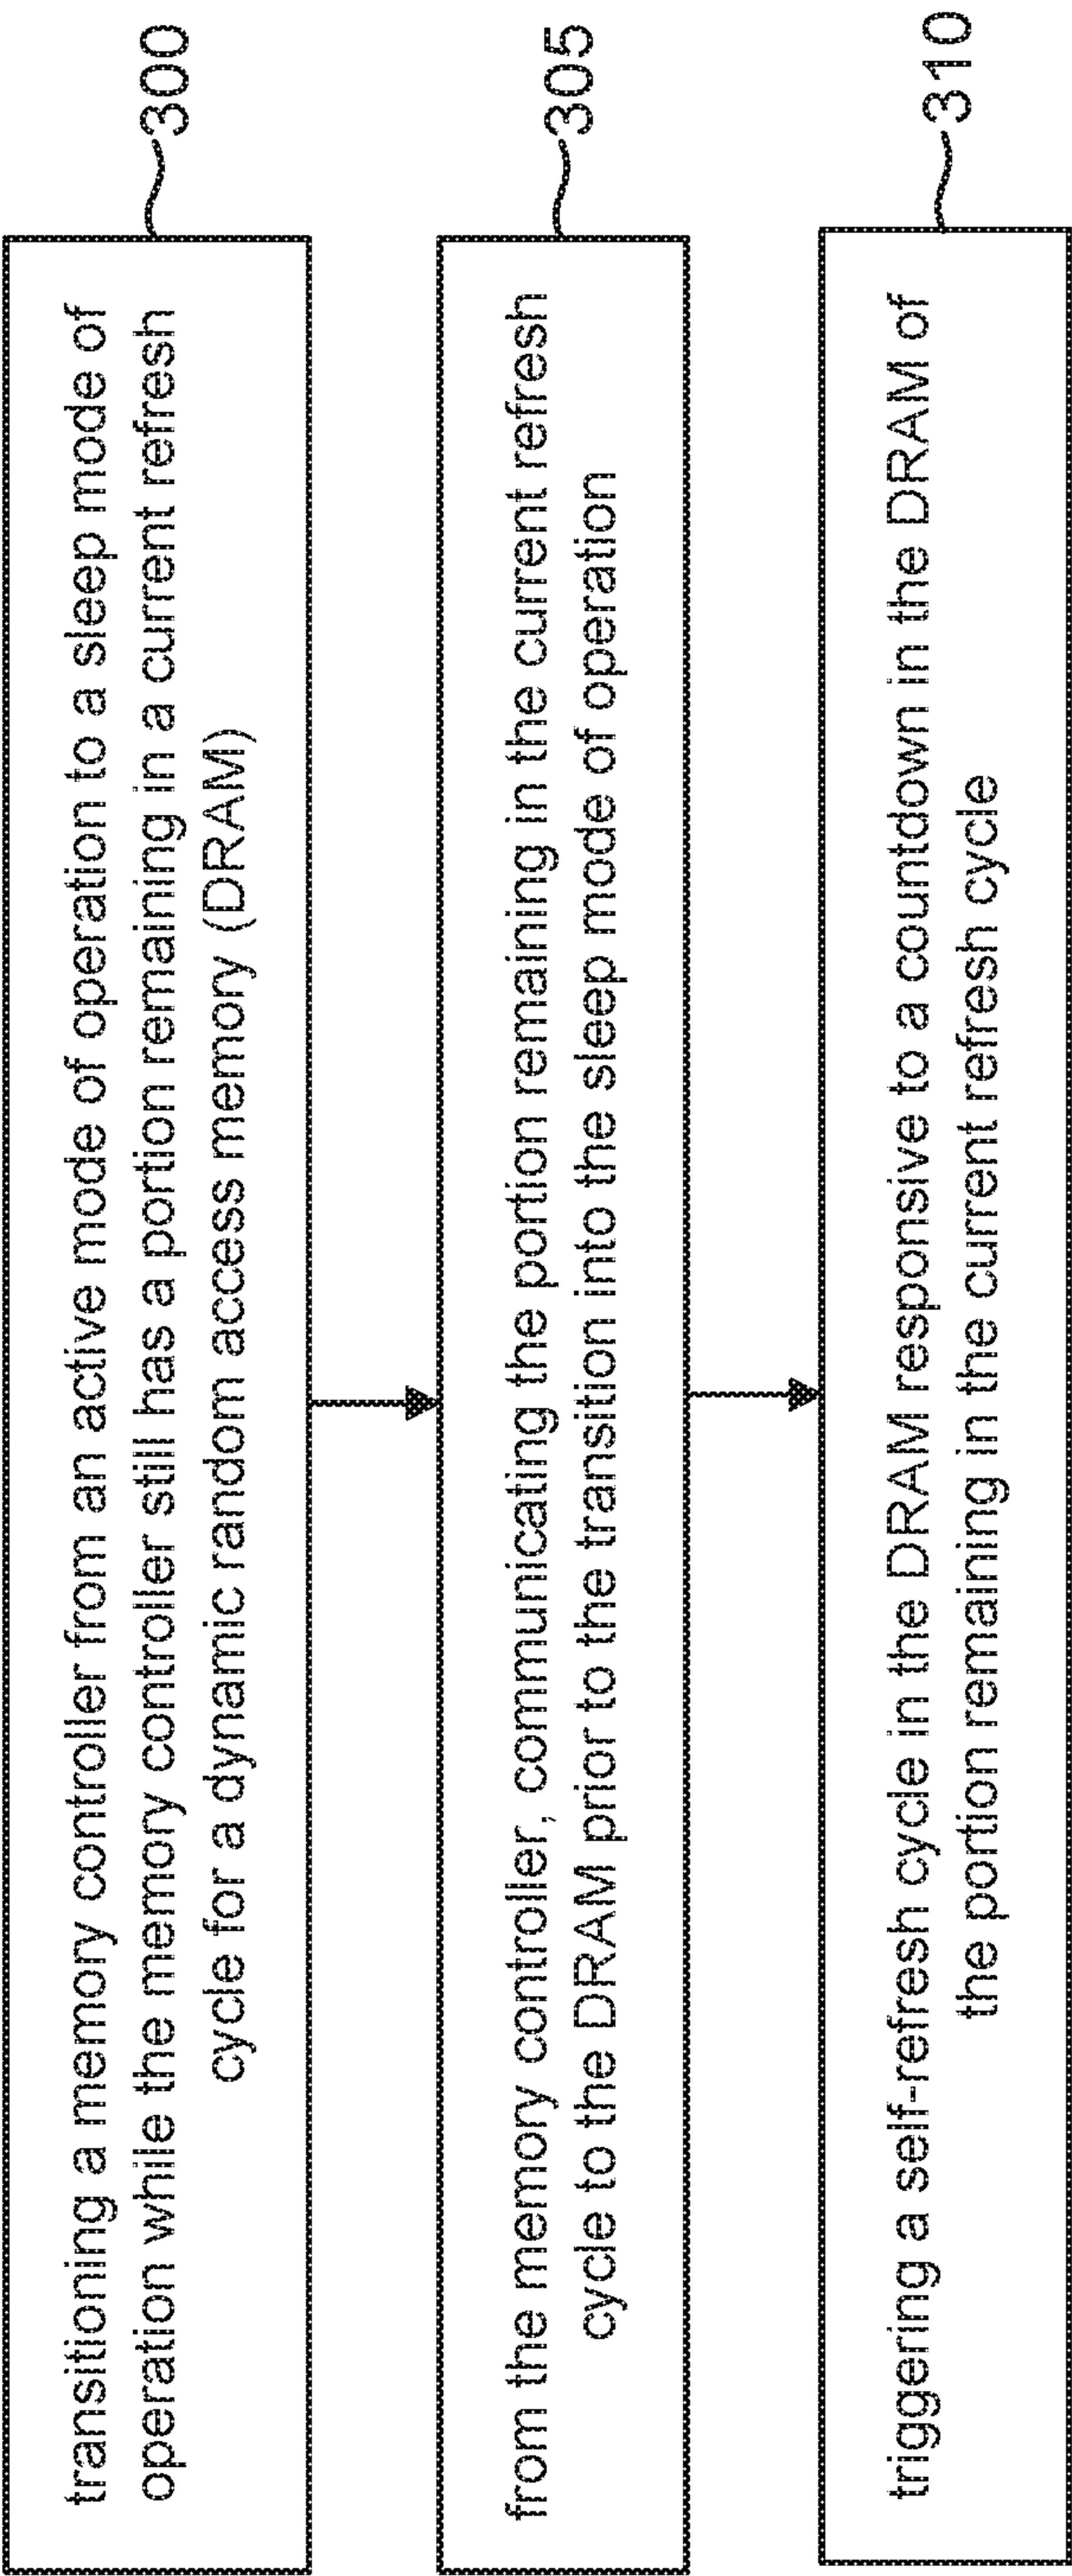 transitioning a memory controller from an active mode of operation to a sleep mode of
operation while the memory controller still has a portion remaining in a current refresh
cycle for a dynamic random access memory (DRAM)
300
from the memory controller, communicating the portion remaining in the current refresh
cycle to the DRAM prior to the transition into the sleep mode of operation
305
triggering a self-refresh cycle in the DRAM responsive to a countdown in the DRAM of
the portion remaining in the current refresh cycle
310